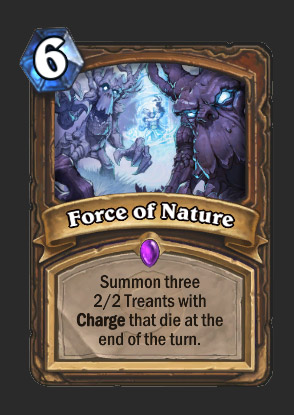 6
Force of Nature
Summon three
2/2 Treants with
Charge that die at the
end of the turn.